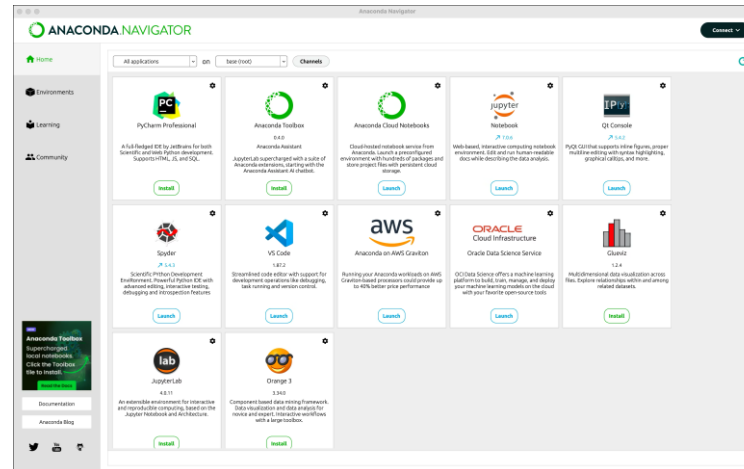 Anaconda Navigator
ANACONDA.NAVIGATOR
Connect
Home
Environments
Learning
Community
All applications
on
base (root)
Channels
PC
PyCharm Professional
A full-fledged IDE by JetBrains for both
Scientific and Web Python development.
Supports HTML, JS, and SQL.
Install
Anaconda Toolbox
0.4.0
Anaconda Assistant
JupyterLab supercharged with a suite of
Anaconda extensions, starting with the
Anaconda Assistant AI chatbot.
Install
Anaconda Cloud Notebooks
Cloud-hosted notebook service from
Anaconda. Launch a preconfigured
environment with hundreds of packages and
store project files with persistent cloud
storage.
Launch
jupyter
Notebook
7.0.6
Web-based, interactive computing notebook
environment. Edit and run human-readable
docs while describing the data analysis.
Launch
IP[y]:
Qt Console
5.4.2
PyQt GUI that supports inline figures, proper
multiline editing with syntax highlighting,
graphical calltips, and more.
Launch
Spyder
5.4.3
Scientific Python Development
EnviRonment. Powerful Python IDE with
advanced editing, interactive testing,
debugging and introspection features
Launch
VS Code
1.87.2
Streamlined code editor with support for
development operations like debugging,
task running and version control.
Launch
aws
Anaconda on AWS Graviton
Running your Anaconda workloads on AWS
Graviton-based processors could provide up
to 40% better price performance
Launch
ORACLE
Cloud Infrastructure
Oracle Data Science Service
OCI Data Science offers a machine learning
platform to build, train, manage, and deploy
your machine learning models on the cloud
with your favorite open-source tools
Launch
Glueviz
1.2.4
Multidimensional data visualization across
files. Explore relationships within and among
related datasets.
Install
lab
JupyterLab
4.0.11
An extensible environment for interactive
and reproducible computing, based on the
Jupyter Notebook and Architecture.
Install
Orange 3
3.34.0
Component based data mining framework.
Data visualization and data analysis for
novice and expert. Interactive workflows
with a large toolbox.
Install
Anaconda Toolbox
Supercharged
local notebooks.
Click the Toolbox
tile to install.
Read the Docs
Documentation
Anaconda Blog
You
Tube